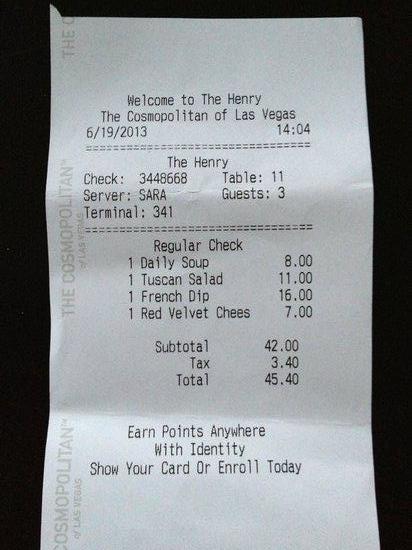 Welcome to The Henry
The Cosmopolitan of Las Vegas
6/19/2013 14:04
================================
The Henry
Check: 3448668 Table: 11
Server: SARA Guests: 3
Terminal: 341
================================
Regular Check
1 Daily Soup 8.00
1 Tuscan Salad 11.00
1 French Dip 16.00
1 Red Velvet Chees 7.00
Subtotal 42.00
Tax 3.40
Total 45.40
Earn Points Anywhere
With Identity
Show Your Card Or Enroll Today
THE C
COSMOPOLITAN™
of LAS VEGAS
THE COSMOPOLITAN™
of LAS VEGAS
COSM